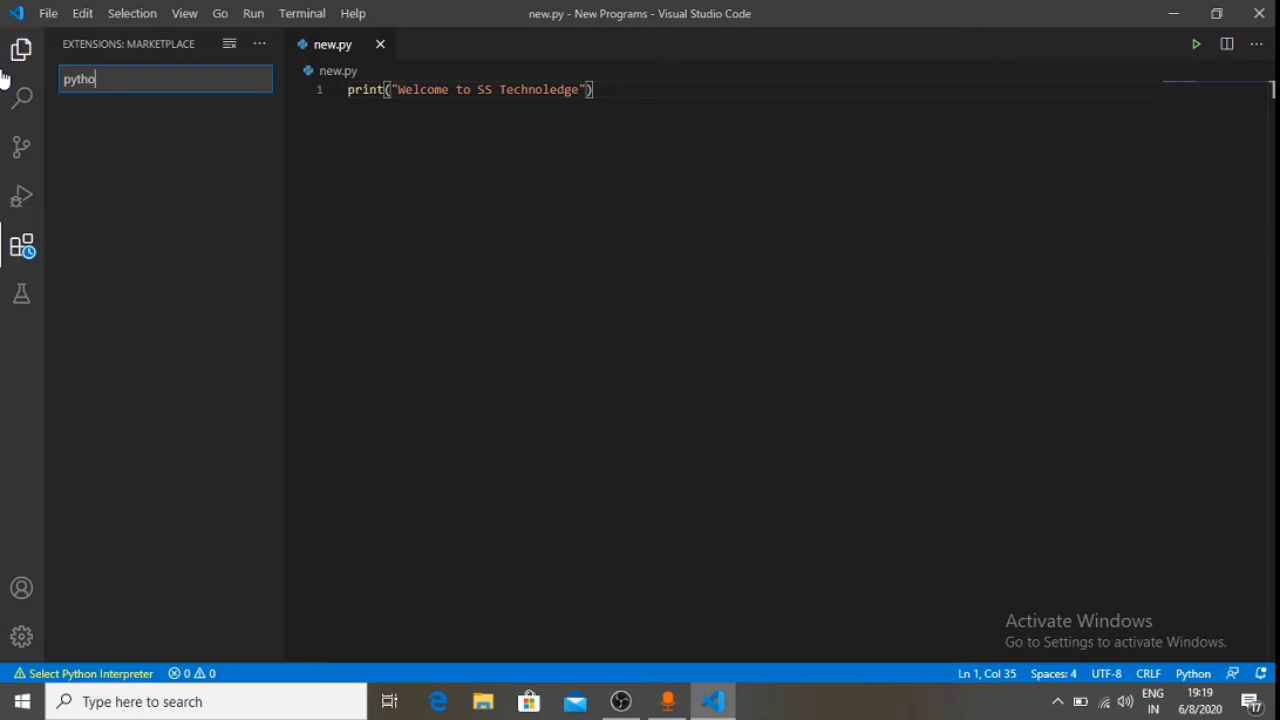 File Edit Selection View Go Run Terminal Help
new.py - New Programs - Visual Studio Code
EXTENSIONS: MARKETPLACE
new.py
pytho
new.py
1 print("Welcome to SS Technoledge")
Activate Windows
Go to Settings to activate Windows.
Select Python Interpreter 0 0
Ln 1, Col 35 Spaces: 4 UTF-8 CRLF Python
Type here to search
ENG
IN
19:19
6/8/2020
17